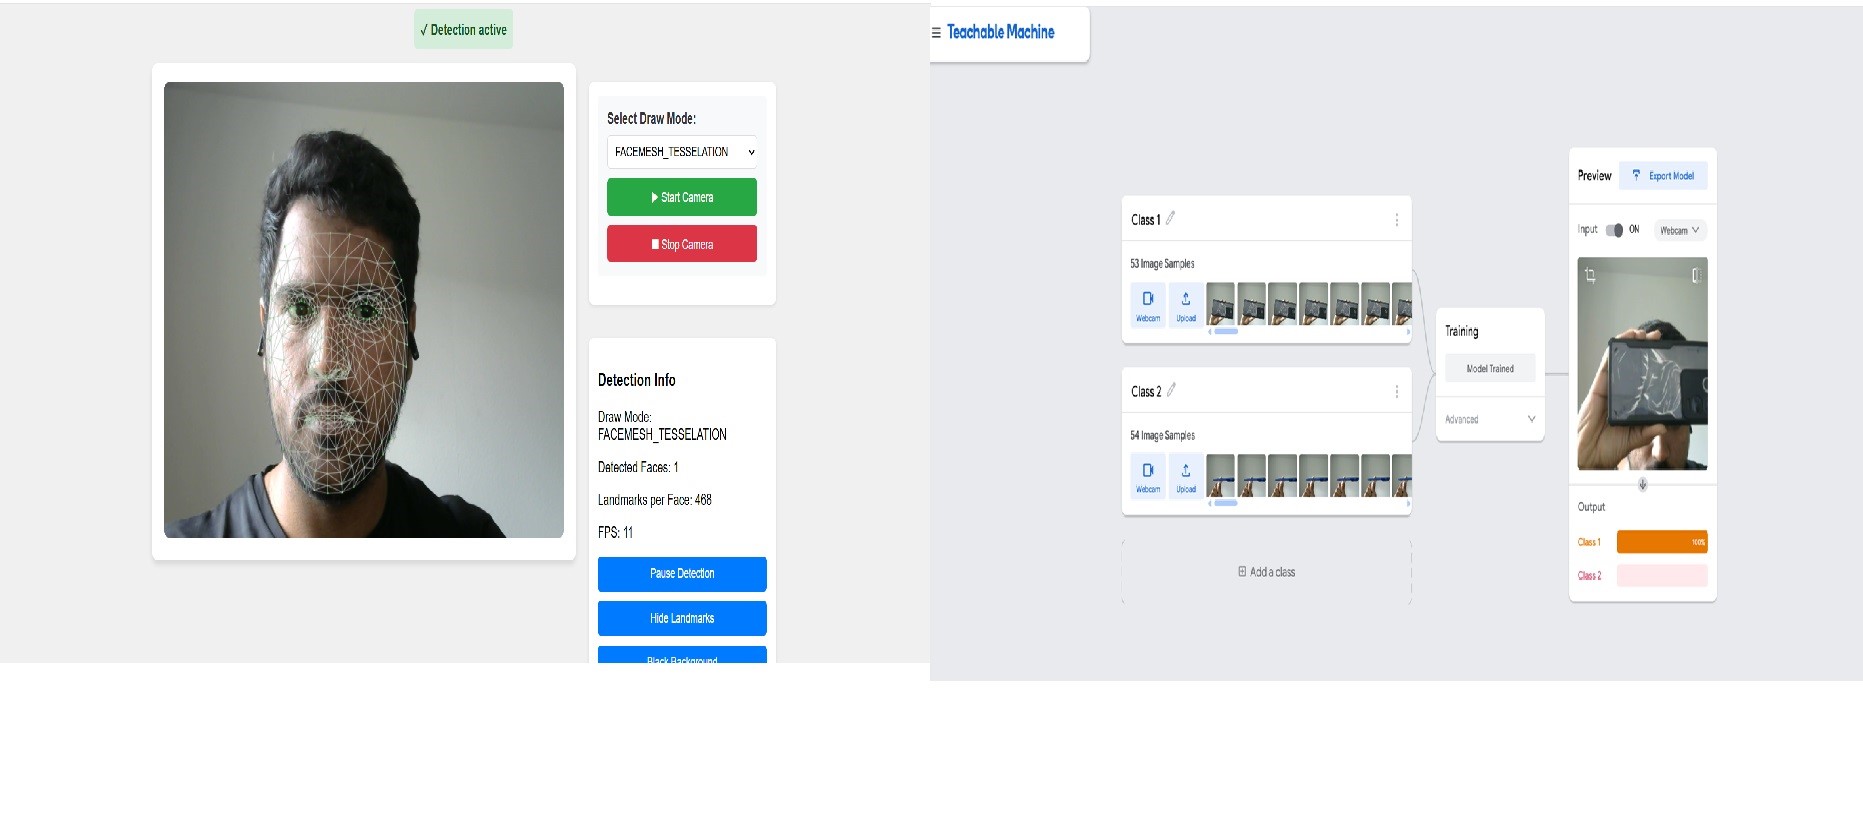 ✓ Detection active
Select Draw Mode:
FACEMESH_TESSELATION
▶ Start Camera
■ Stop Camera
Detection Info
Draw Mode:
FACEMESH_TESSELATION
Detected Faces: 1
Landmarks per Face: 468
FPS: 11
Pause Detection
Hide Landmarks
Black Background
Teachable Machine
Class 1
53 Image Samples
Webcam
Upload
Class 2
54 Image Samples
Webcam
Upload
Add a class
Training
Model Trained
Advanced
Preview
Export Model
Input
ON
Webcam
Output
Class 1
100%
Class 2